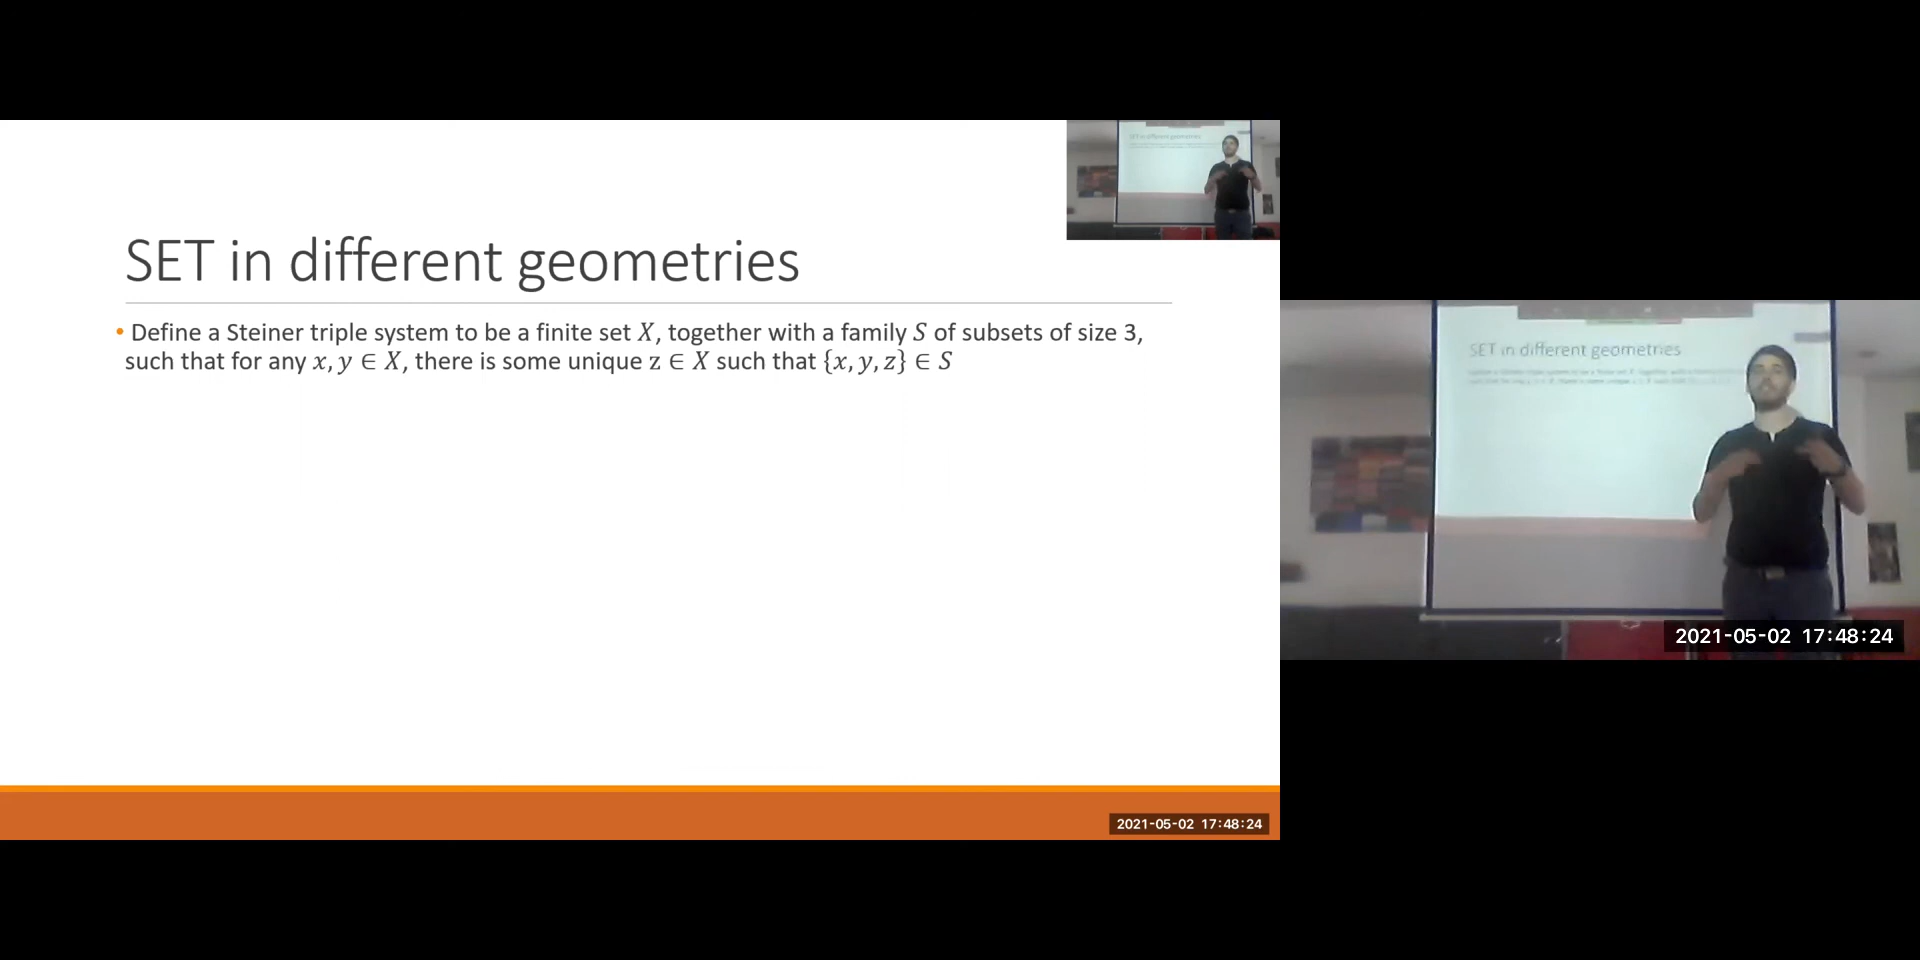 SET in different geometries
• Define a Steiner triple system to be a finite set X, together with a family S of subsets of size 3,
such that for any x, y ∈ X, there is some unique z ∈ X such that {x, y, z} ∈ S
2021-05-02 17:48:24
SET in different geometries
2021-05-02 17:48:24